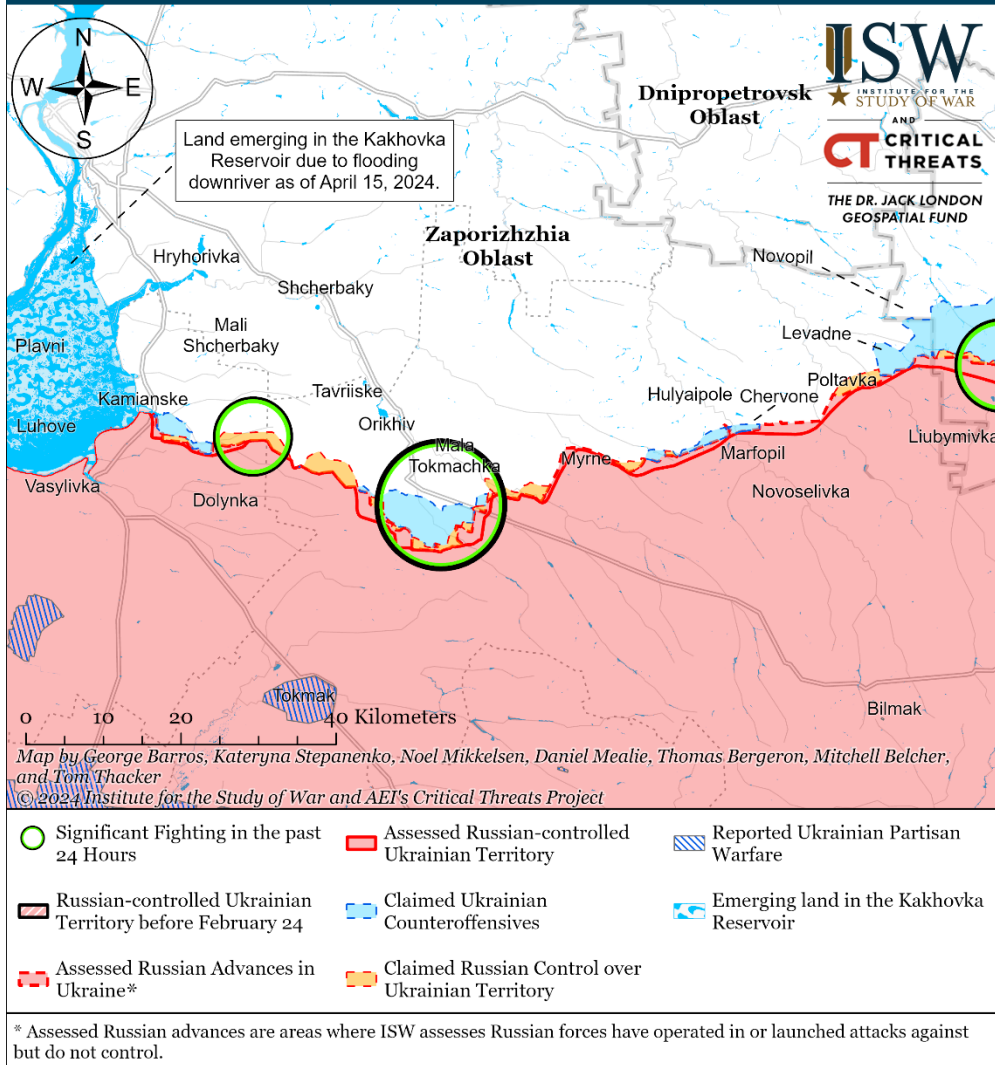 N
W E
S
ISW
INSTITUTE FOR THE
STUDY OF WAR
AND
CT CRITICAL
THREATS
THE DR. JACK LONDON
GEOSPATIAL FUND
Dnipropetrovsk
Oblast
Land emerging in the Kakhovka
Reservoir due to flooding
downriver as of April 15, 2024.
Zaporizhzhia
Oblast
Hryhorivka
Novopil
Shcherbaky
Mali
Shcherbaky
Levadne
Plavni
Tavriiske
Poltavka
Kamianske
Hulyaipole
Chervone
Luhove
Orikhiv
Liubymivka
Mala
Tokmachka
Myrne
Marfopil
Vasylivka
Dolynka
Novoselivka
Tokmak
Bilmak
0 10 20 40 Kilometers
Map by George Barros, Kateryna Stepanenko, Noel Mikkelsen, Daniel Mealie, Thomas Bergeron, Mitchell Belcher,
and Tom Thacker
© 2024 Institute for the Study of War and AEI's Critical Threats Project
Significant Fighting in the past
24 Hours
Russian-controlled Ukrainian
Territory before February 24
Assessed Russian Advances in
Ukraine*
Assessed Russian-controlled
Ukrainian Territory
Claimed Ukrainian
Counteroffensives
Claimed Russian Control over
Ukrainian Territory
Reported Ukrainian Partisan
Warfare
Emerging land in the Kakhovka
Reservoir
* Assessed Russian advances are areas where ISW assesses Russian forces have operated in or launched attacks against
but do not control.